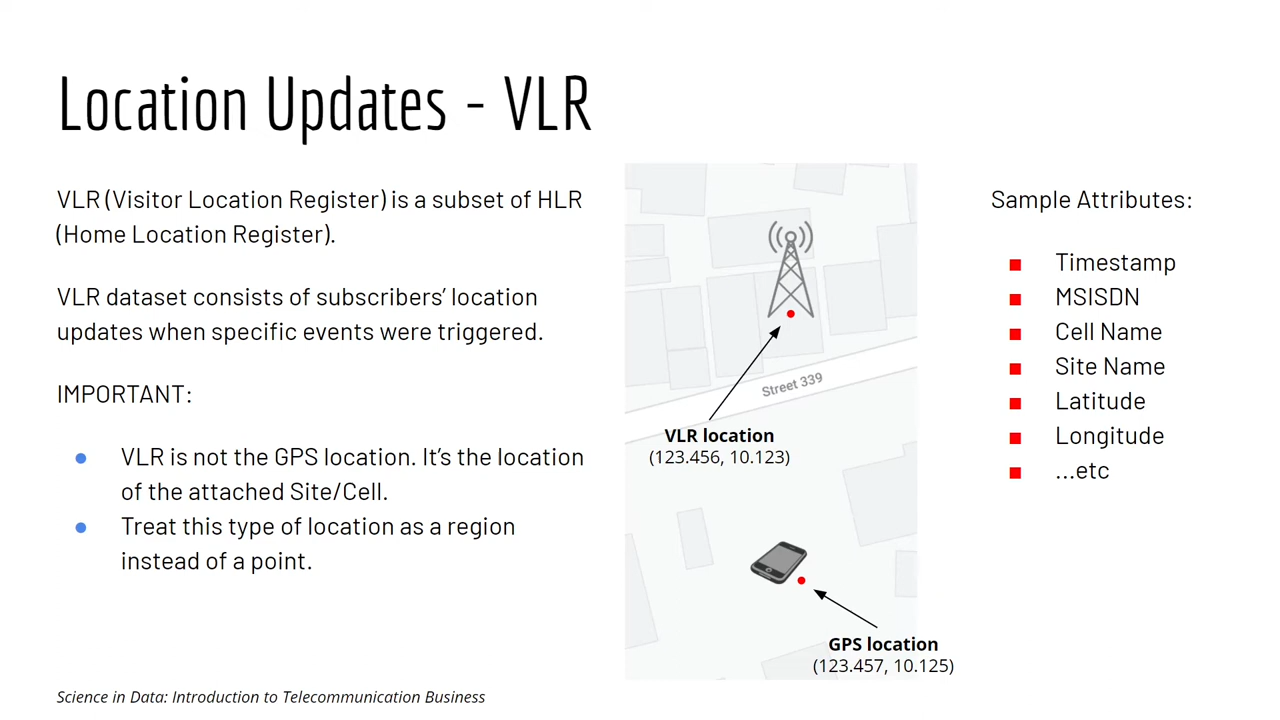 Location Updates - VLR
VLR (Visitor Location Register) is a subset of HLR
(Home Location Register).
VLR dataset consists of subscribers’ location
updates when specific events were triggered.
IMPORTANT:
VLR is not the GPS location. It’s the location
of the attached Site/Cell.
Treat this type of location as a region
instead of a point.
Street 339
VLR location
(123.456, 10.123)
GPS location
(123.457, 10.125)
Sample Attributes:
Timestamp
MSISDN
Cell Name
Site Name
Latitude
Longitude
...etc
Science in Data: Introduction to Telecommunication Business